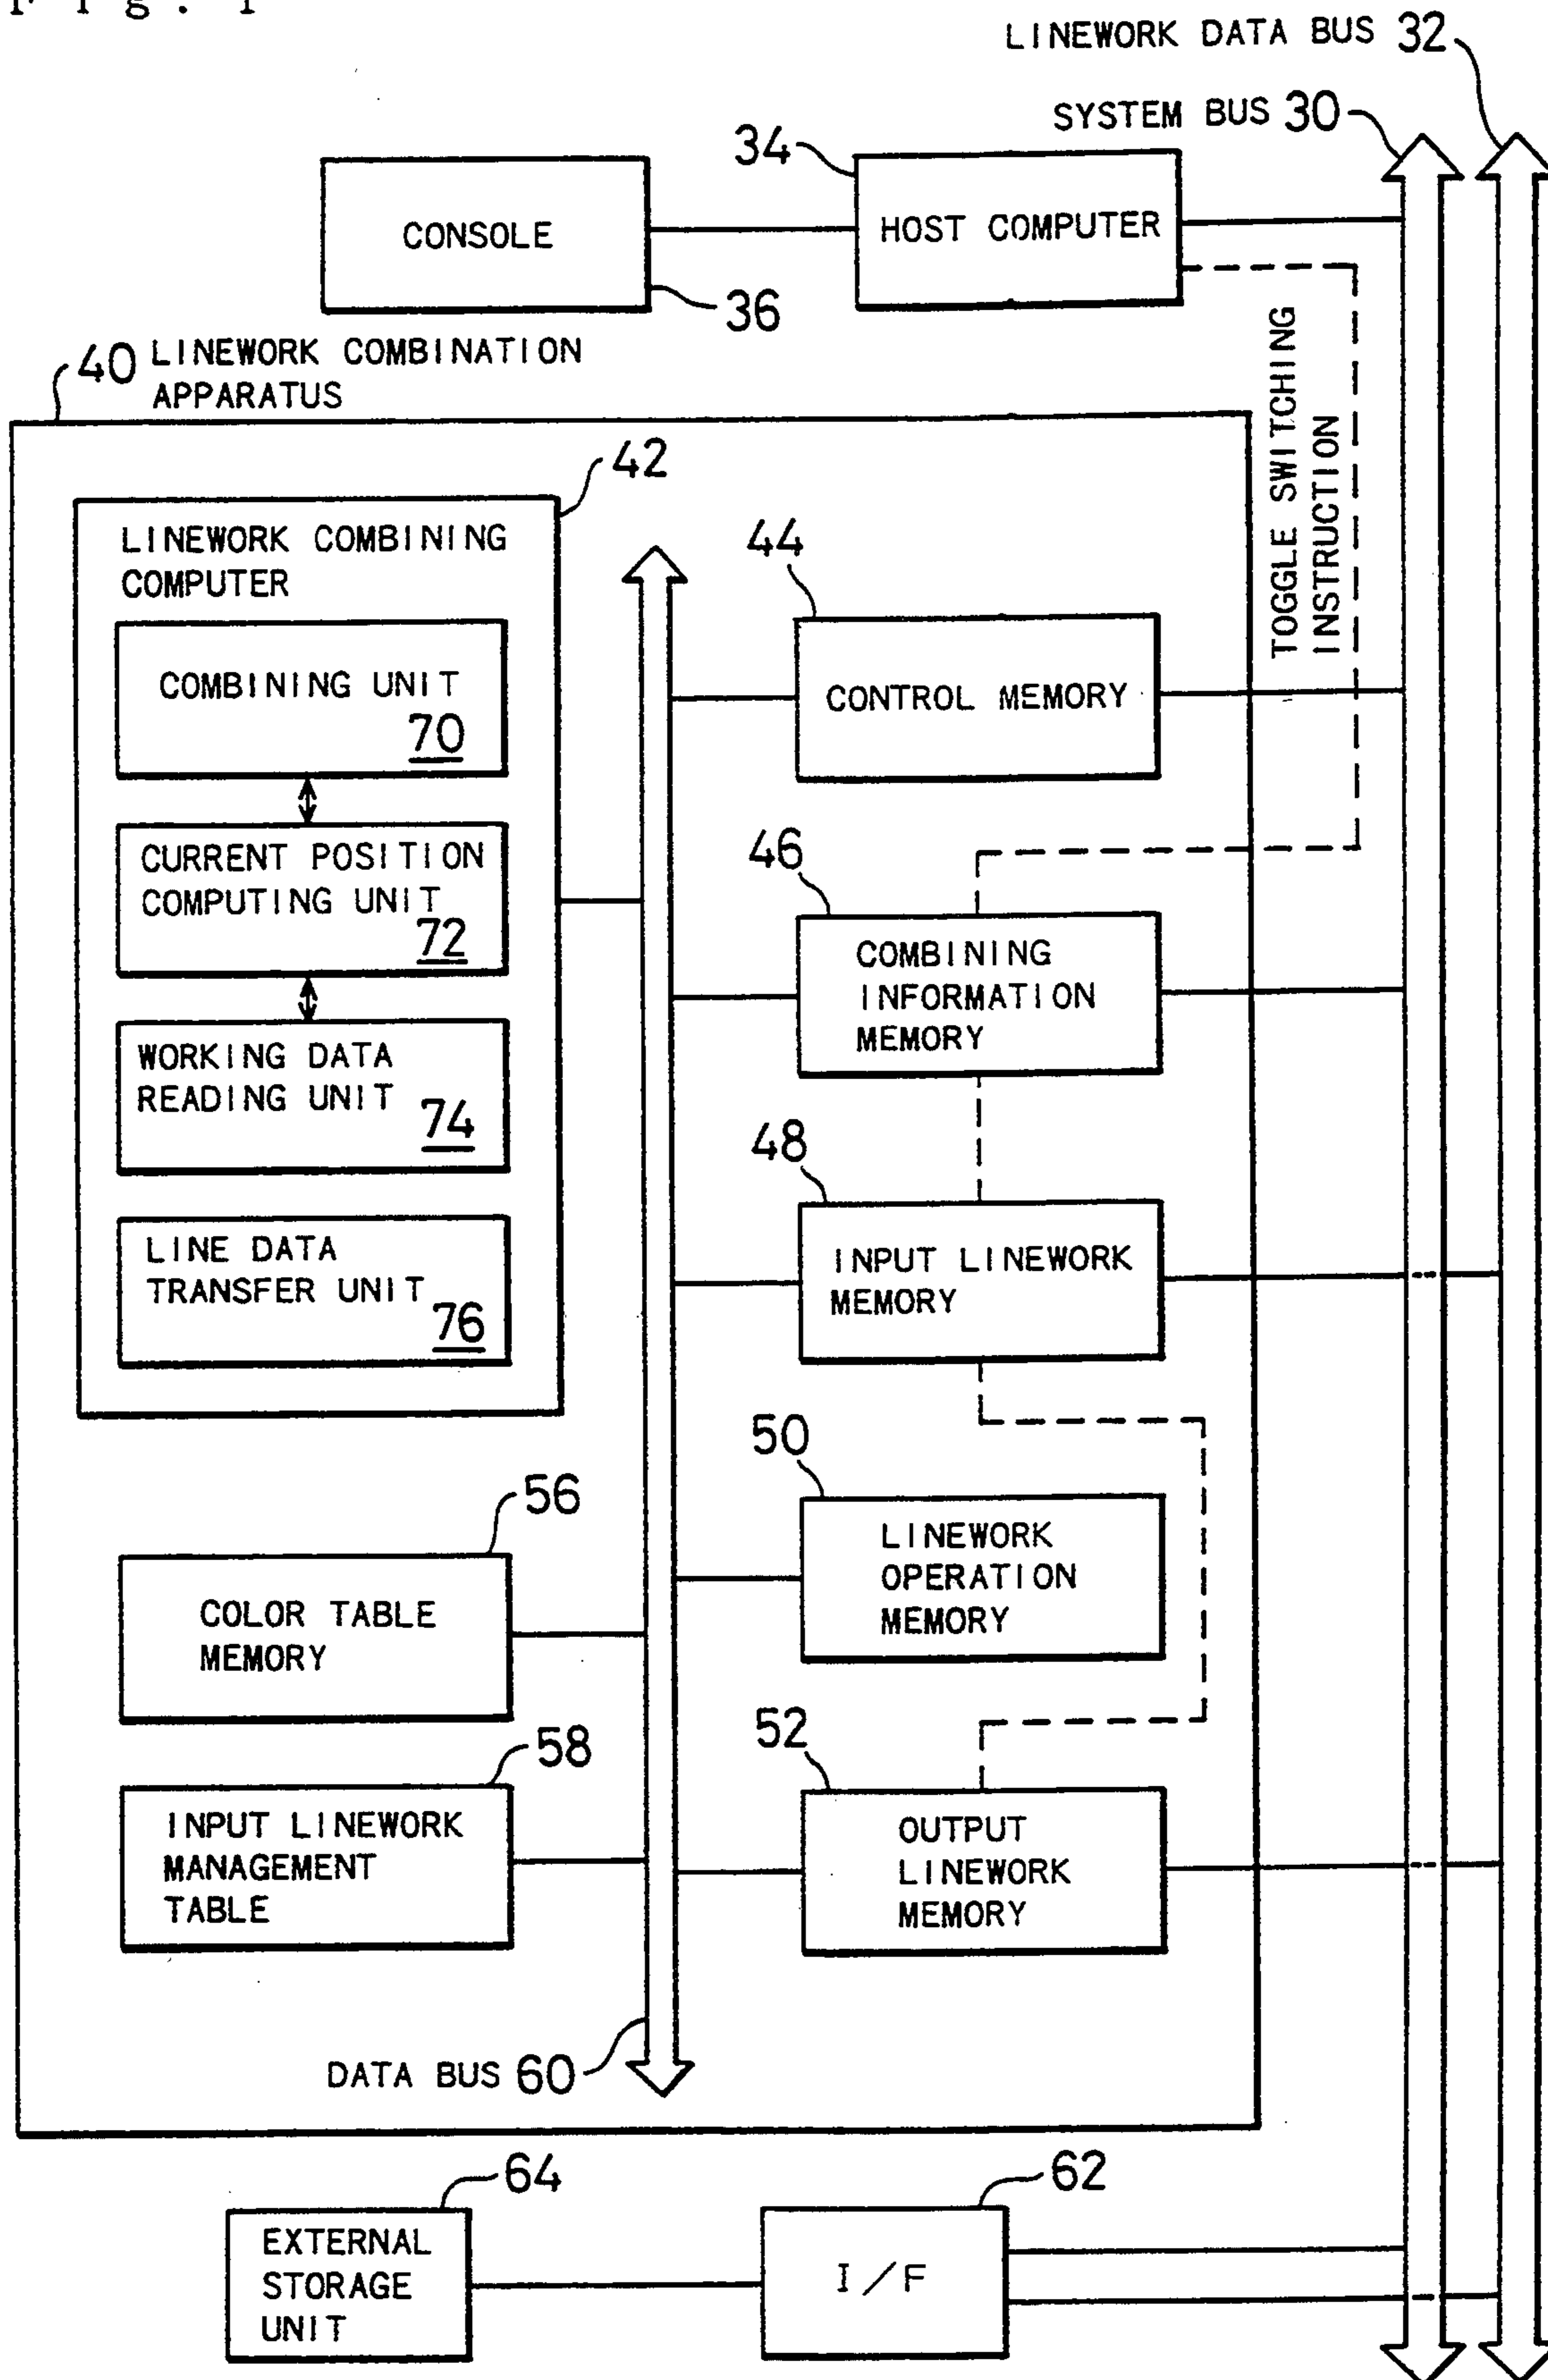 Fig. 1
LINEWORK DATA BUS 32
SYSTEM BUS 30
34
CONSOLE
HOST COMPUTER
36
TOGGLE SWITCHING
INSTRUCTION
40 LINEWORK COMBINATION
APPARATUS
42
LINEWORK COMBINING
COMPUTER
COMBINING UNIT
70
CURRENT POSITION
COMPUTING UNIT
72
WORKING DATA
READING UNIT
74
LINE DATA
TRANSFER UNIT
76
44
CONTROL MEMORY
46
COMBINING
INFORMATION
MEMORY
48
INPUT LINEWORK
MEMORY
50
LINEWORK
OPERATION
MEMORY
56
COLOR TABLE
MEMORY
52
OUTPUT
LINEWORK
MEMORY
58
INPUT LINEWORK
MANAGEMENT
TABLE
DATA BUS 60
64
EXTERNAL
STORAGE
UNIT
62
I/F